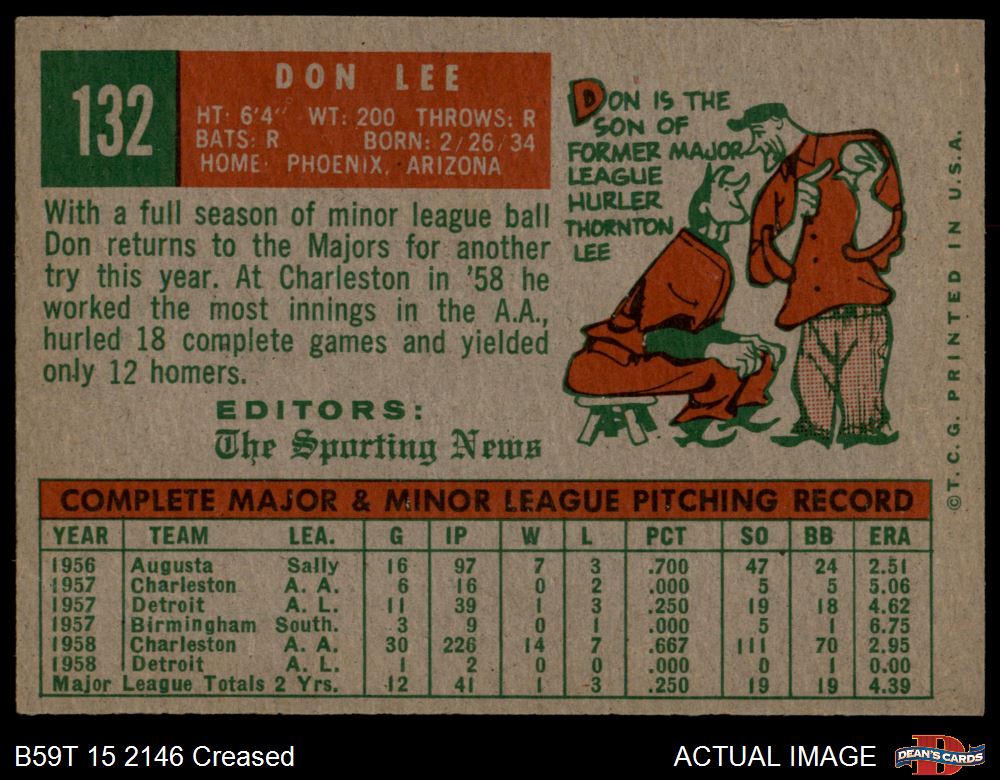 132
DON LEE
HT: 6'4" WT: 200 THROWS: R
BATS: R BORN: 2/26/34
HOME: PHOENIX, ARIZONA
With a full season of minor league ball
Don returns to the Majors for another
try this year. At Charleston in '58 he
worked the most innings in the A.A.,
hurled 18 complete games and yielded
only 12 homers.
EDITORS:
The Sporting News
DON IS THE
SON OF
FORMER MAJOR
LEAGUE
HURLER
THORNTON
LEE
©T.C.G. PRINTED IN U.S.A.
COMPLETE MAJOR & MINOR LEAGUE PITCHING RECORD
YEAR TEAM LEA. G IP W L PCT SO BB ERA
1956 Augusta Sally 16 97 7 3 .700 47 24 2.51
1957 Charleston A. A. 6 16 0 2 .000 5 5 5.06
1957 Detroit A. L. 11 39 1 3 .250 19 18 4.62
1957 Birmingham South. 3 9 0 1 .000 5 1 6.75
1958 Charleston A. A. 30 226 14 7 .667 111 70 2.95
1958 Detroit A. L. 1 2 0 0 .000 0 1 0.00
Major League Totals 2 Yrs. 12 41 1 3 .250 19 19 4.39
B59T 15 2146 Creased
ACTUAL IMAGE
DEAN'S CARDS